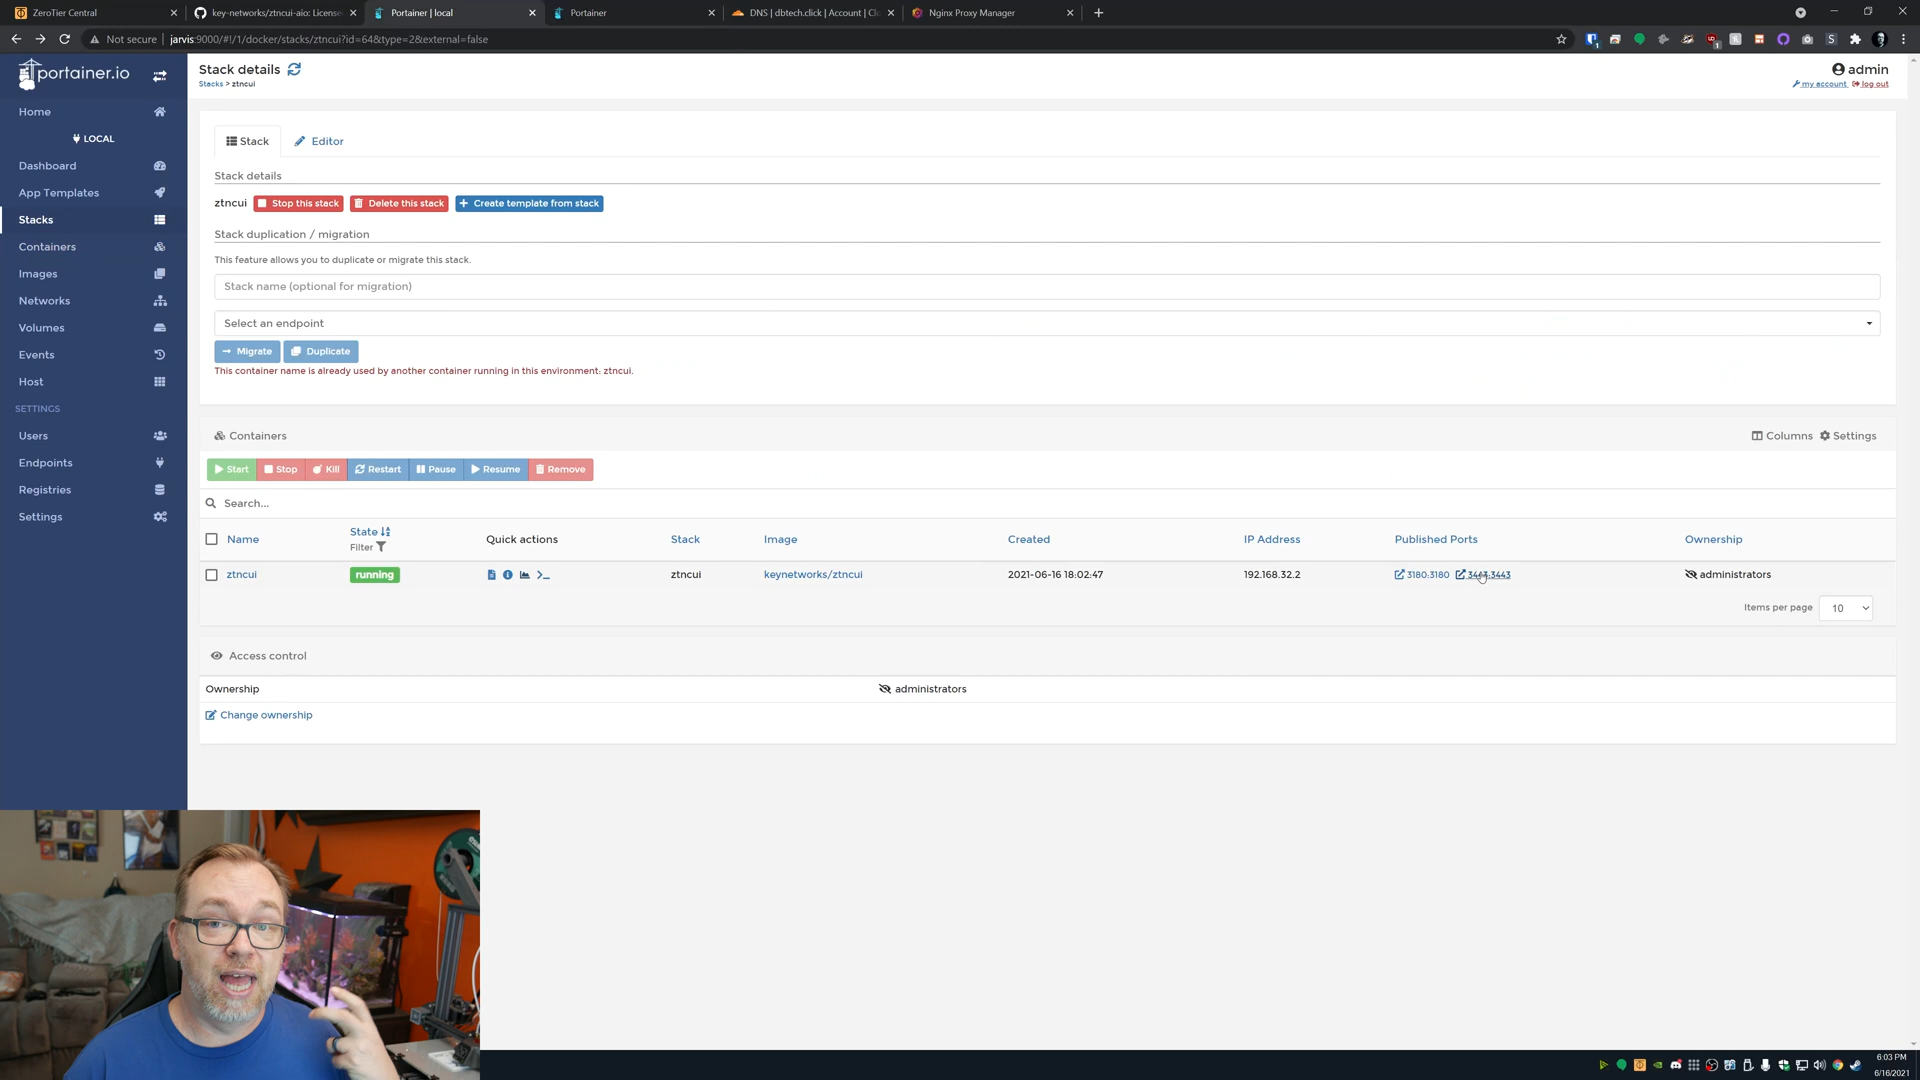 ZeroTier Central
key-networks/ztncui-aio: License
Portainer | local
Portainer
DNS | dbtech.click | Account | Cl
Nginx Proxy Manager
Not secure
jarvis:9000/#!/1/docker/stacks/ztncui?id=64&type=2&external=false
portainer.io
Home
LOCAL
Dashboard
App Templates
Stacks
Containers
Images
Networks
Volumes
Events
Host
SETTINGS
Users
Endpoints
Registries
Settings
Stack details
Stacks > ztncui
admin
my account log out
Stack Editor
Stack details
ztncui Stop this stack Delete this stack Create template from stack
Stack duplication / migration
This feature allows you to duplicate or migrate this stack.
Stack name (optional for migration)
Select an endpoint
Migrate Duplicate
This container name is already used by another container running in this environment: ztncui.
Containers Columns Settings
Start Stop Kill Restart Pause Resume Remove
Search...
Name State Filter Quick actions Stack Image Created IP Address Published Ports Ownership
ztncui running ztncui keynetworks/ztncui 2021-06-16 18:02:47 192.168.32.2 3180:3180 3443:3443 administrators
Items per page 10
Access control
Ownership administrators
Change ownership
6:03 PM
6/16/2021